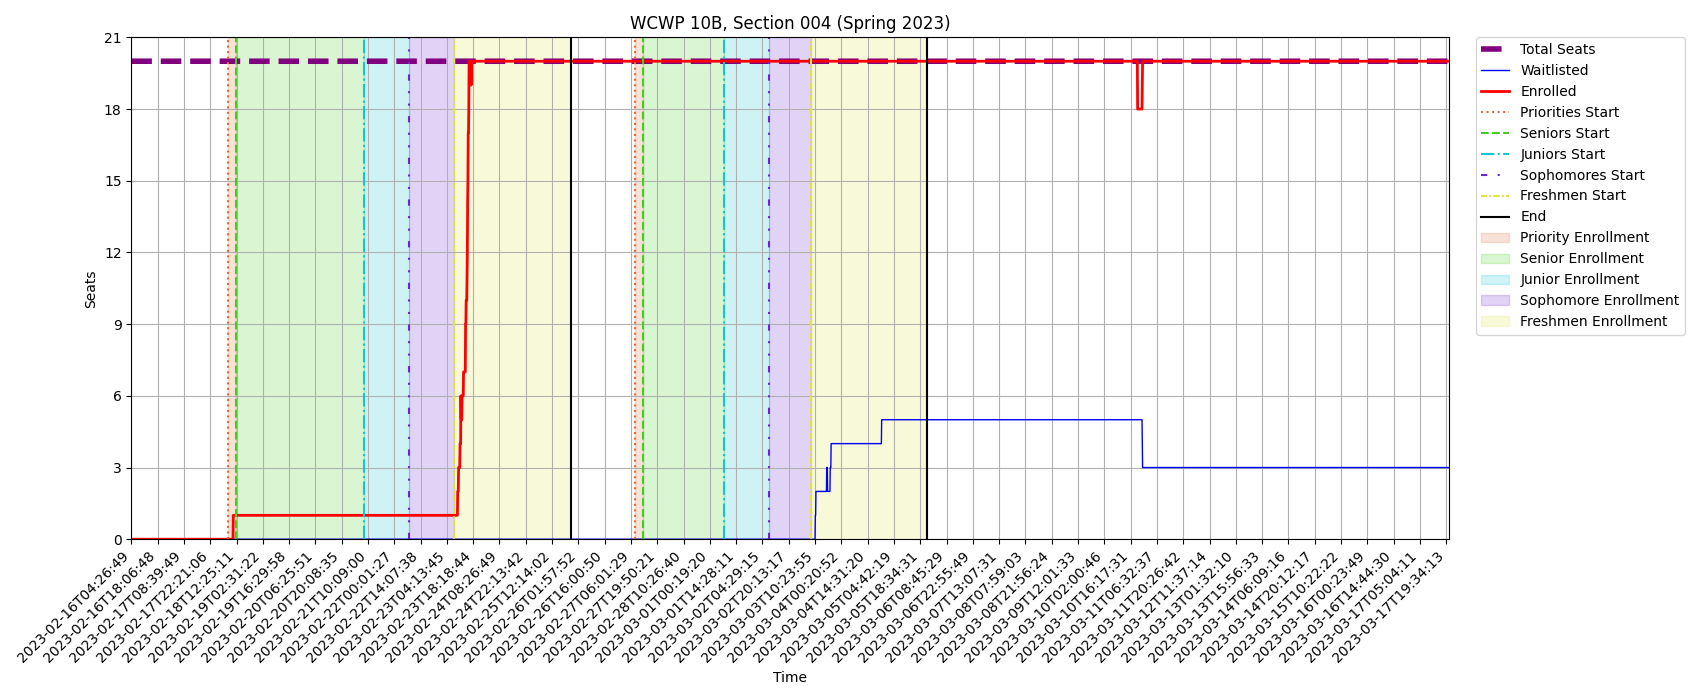 WCWP 10B, Section 004 (Spring 2023)
21
18
15
12
9
6
3
0
Seats
2023-02-16T04:26:49
2023-02-16T18:06:48
2023-02-17T08:39:49
2023-02-17T22:21:06
2023-02-18T12:25:11
2023-02-19T02:31:22
2023-02-19T16:29:58
2023-02-20T06:25:51
2023-02-20T20:08:35
2023-02-21T10:09:00
2023-02-22T00:01:27
2023-02-22T14:07:38
2023-02-23T04:13:45
2023-02-23T18:18:44
2023-02-24T08:26:49
2023-02-24T22:13:42
2023-02-25T12:14:02
2023-02-26T01:57:52
2023-02-26T16:00:50
2023-02-27T06:01:29
2023-02-27T19:50:21
2023-02-28T10:26:40
2023-03-01T00:19:20
2023-03-01T14:28:11
2023-03-02T04:29:15
2023-03-02T20:13:17
2023-03-03T10:23:55
2023-03-04T00:20:52
2023-03-04T14:31:20
2023-03-05T04:42:19
2023-03-05T18:34:31
2023-03-06T08:45:29
2023-03-06T22:55:49
2023-03-07T13:07:31
2023-03-08T07:59:03
2023-03-08T21:56:24
2023-03-09T12:01:33
2023-03-10T02:00:46
2023-03-10T16:17:31
2023-03-11T06:32:37
2023-03-11T20:26:42
2023-03-12T11:37:14
2023-03-13T01:32:10
2023-03-13T15:56:33
2023-03-14T06:09:16
2023-03-14T20:12:17
2023-03-15T10:22:22
2023-03-16T00:23:49
2023-03-16T14:44:30
2023-03-17T05:04:11
2023-03-17T19:34:13
Time
Total Seats
Waitlisted
Enrolled
Priorities Start
Seniors Start
Juniors Start
Sophomores Start
Freshmen Start
End
Priority Enrollment
Senior Enrollment
Junior Enrollment
Sophomore Enrollment
Freshmen Enrollment